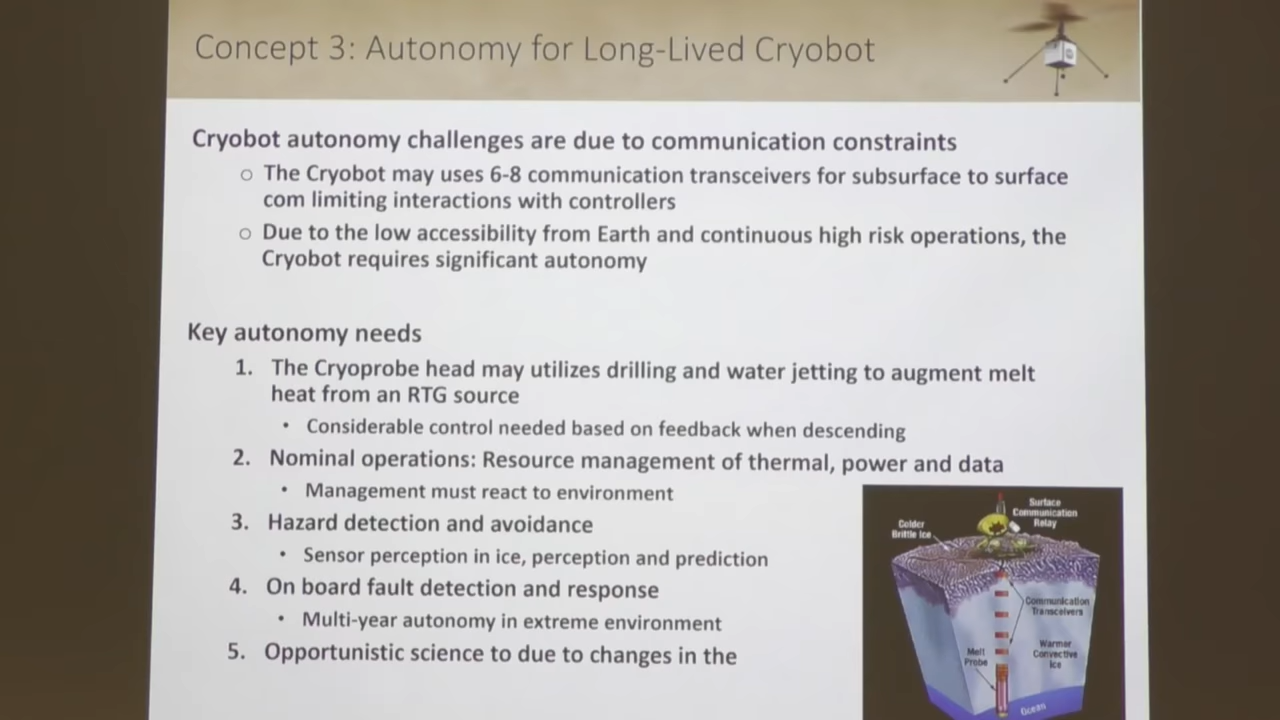 Concept 3: Autonomy for Long-Lived Cryobot
Cryobot autonomy challenges are due to communication constraints
○ The Cryobot may uses 6-8 communication transceivers for subsurface to surface
com limiting interactions with controllers
○ Due to the low accessibility from Earth and continuous high risk operations, the
Cryobot requires significant autonomy
Key autonomy needs
1. The Cryoprobe head may utilizes drilling and water jetting to augment melt
heat from an RTG source
• Considerable control needed based on feedback when descending
2. Nominal operations: Resource management of thermal, power and data
• Management must react to environment
3. Hazard detection and avoidance
• Sensor perception in ice, perception and prediction
4. On board fault detection and response
• Multi-year autonomy in extreme environment
5. Opportunistic science to due to changes in the
Surface
Communication
Relay
Colder
Brittle Ice
Communication
Transceivers
Melt
Probe
Warmer
Convective
Ice
Ocean